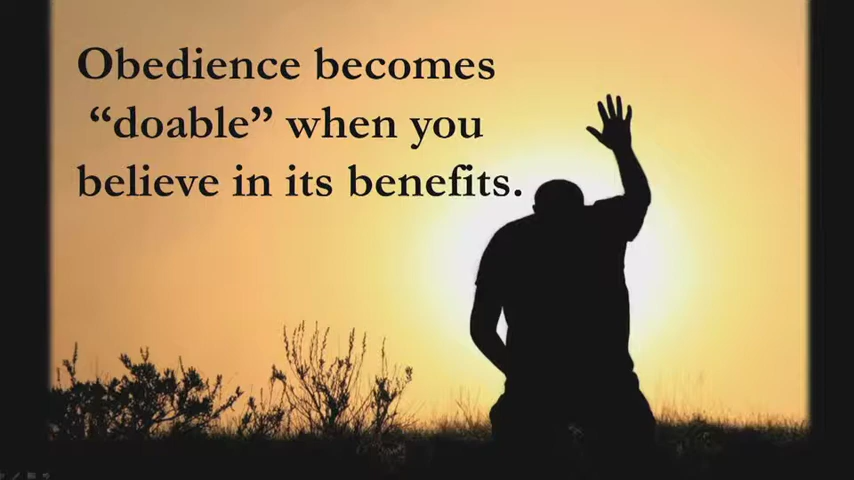 Obedience becomes
“doable” when you
believe in its benefits.